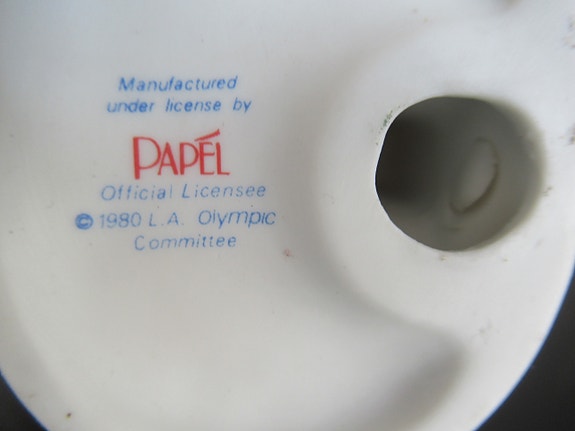 Manufactured
under license by
PAPÉL
Official Licensee
© 1980 L.A. Olympic
Committee